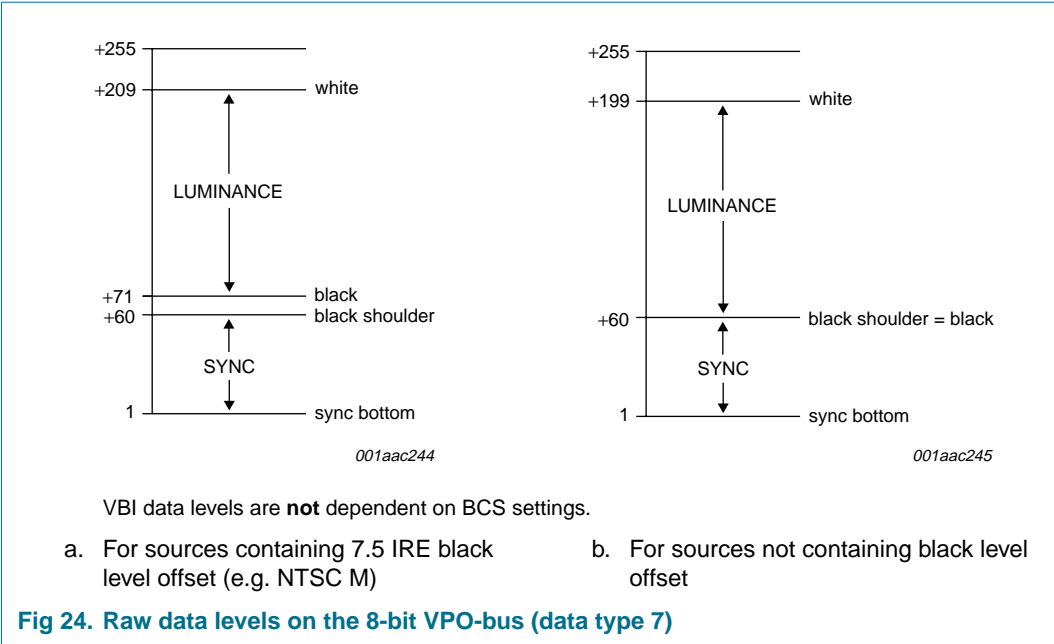 +255
+209
white
LUMINANCE
+71
black
+60
black shoulder
SYNC
1
sync bottom
001aac244
+255
+199
white
LUMINANCE
+60
black shoulder = black
SYNC
1
sync bottom
001aac245
VBI data levels are not dependent on BCS settings.
a. For sources containing 7.5 IRE black
level offset (e.g. NTSC M)
b. For sources not containing black level
offset
Fig 24. Raw data levels on the 8-bit VPO-bus (data type 7)